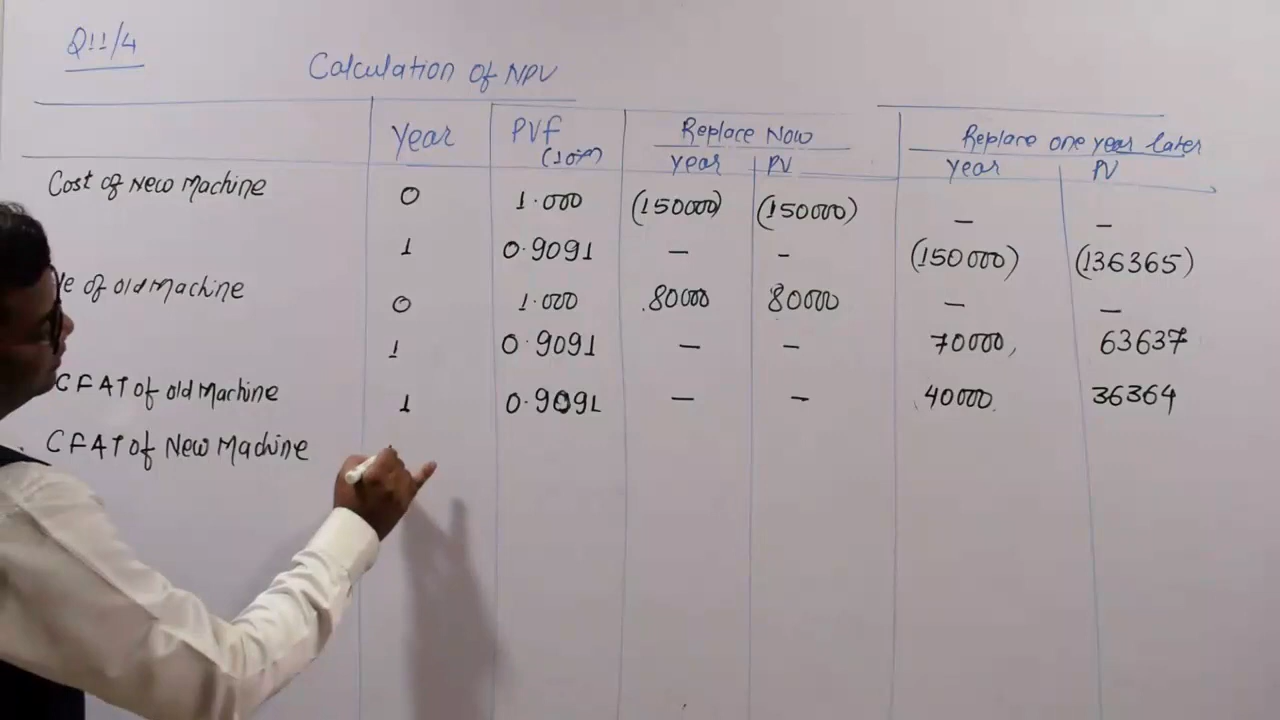 Q11/4
Calculation of NPV
Year PVf Replace Now Replace one year later
(10%) year PV year PV
Cost of New Machine 0 1.000 (150000) (150000) – –
1 0.9091 – – (150000) (136365)
of old Machine 0 1.000 80000 80000 – –
1 0.9091 – – 70000 63637
CFAT of old Machine 1 0.9091 – – 40000 36364
CFAT of New Machine